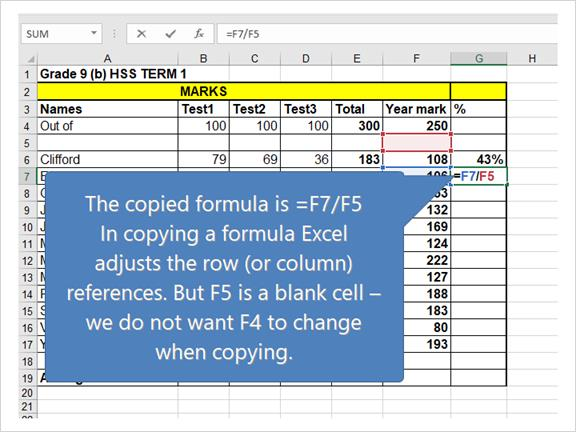 SUM =F7/F5
A B C D E F G H
1 Grade 9 (b) HSS TERM 1
2 MARKS
3 Names Test1 Test2 Test3 Total Year mark %
4 Out of 100 100 100 300 250
5
6 Clifford 79 69 36 183 108 43%
7 =F7/F5
8
9 132
10 169
11 124
12 222
13 127
14 188
15 183
16 80
17 193
18
19
20
21
The copied formula is =F7/F5
In copying a formula Excel
adjusts the row (or column)
references. But F5 is a blank cell –
we do not want F4 to change
when copying.